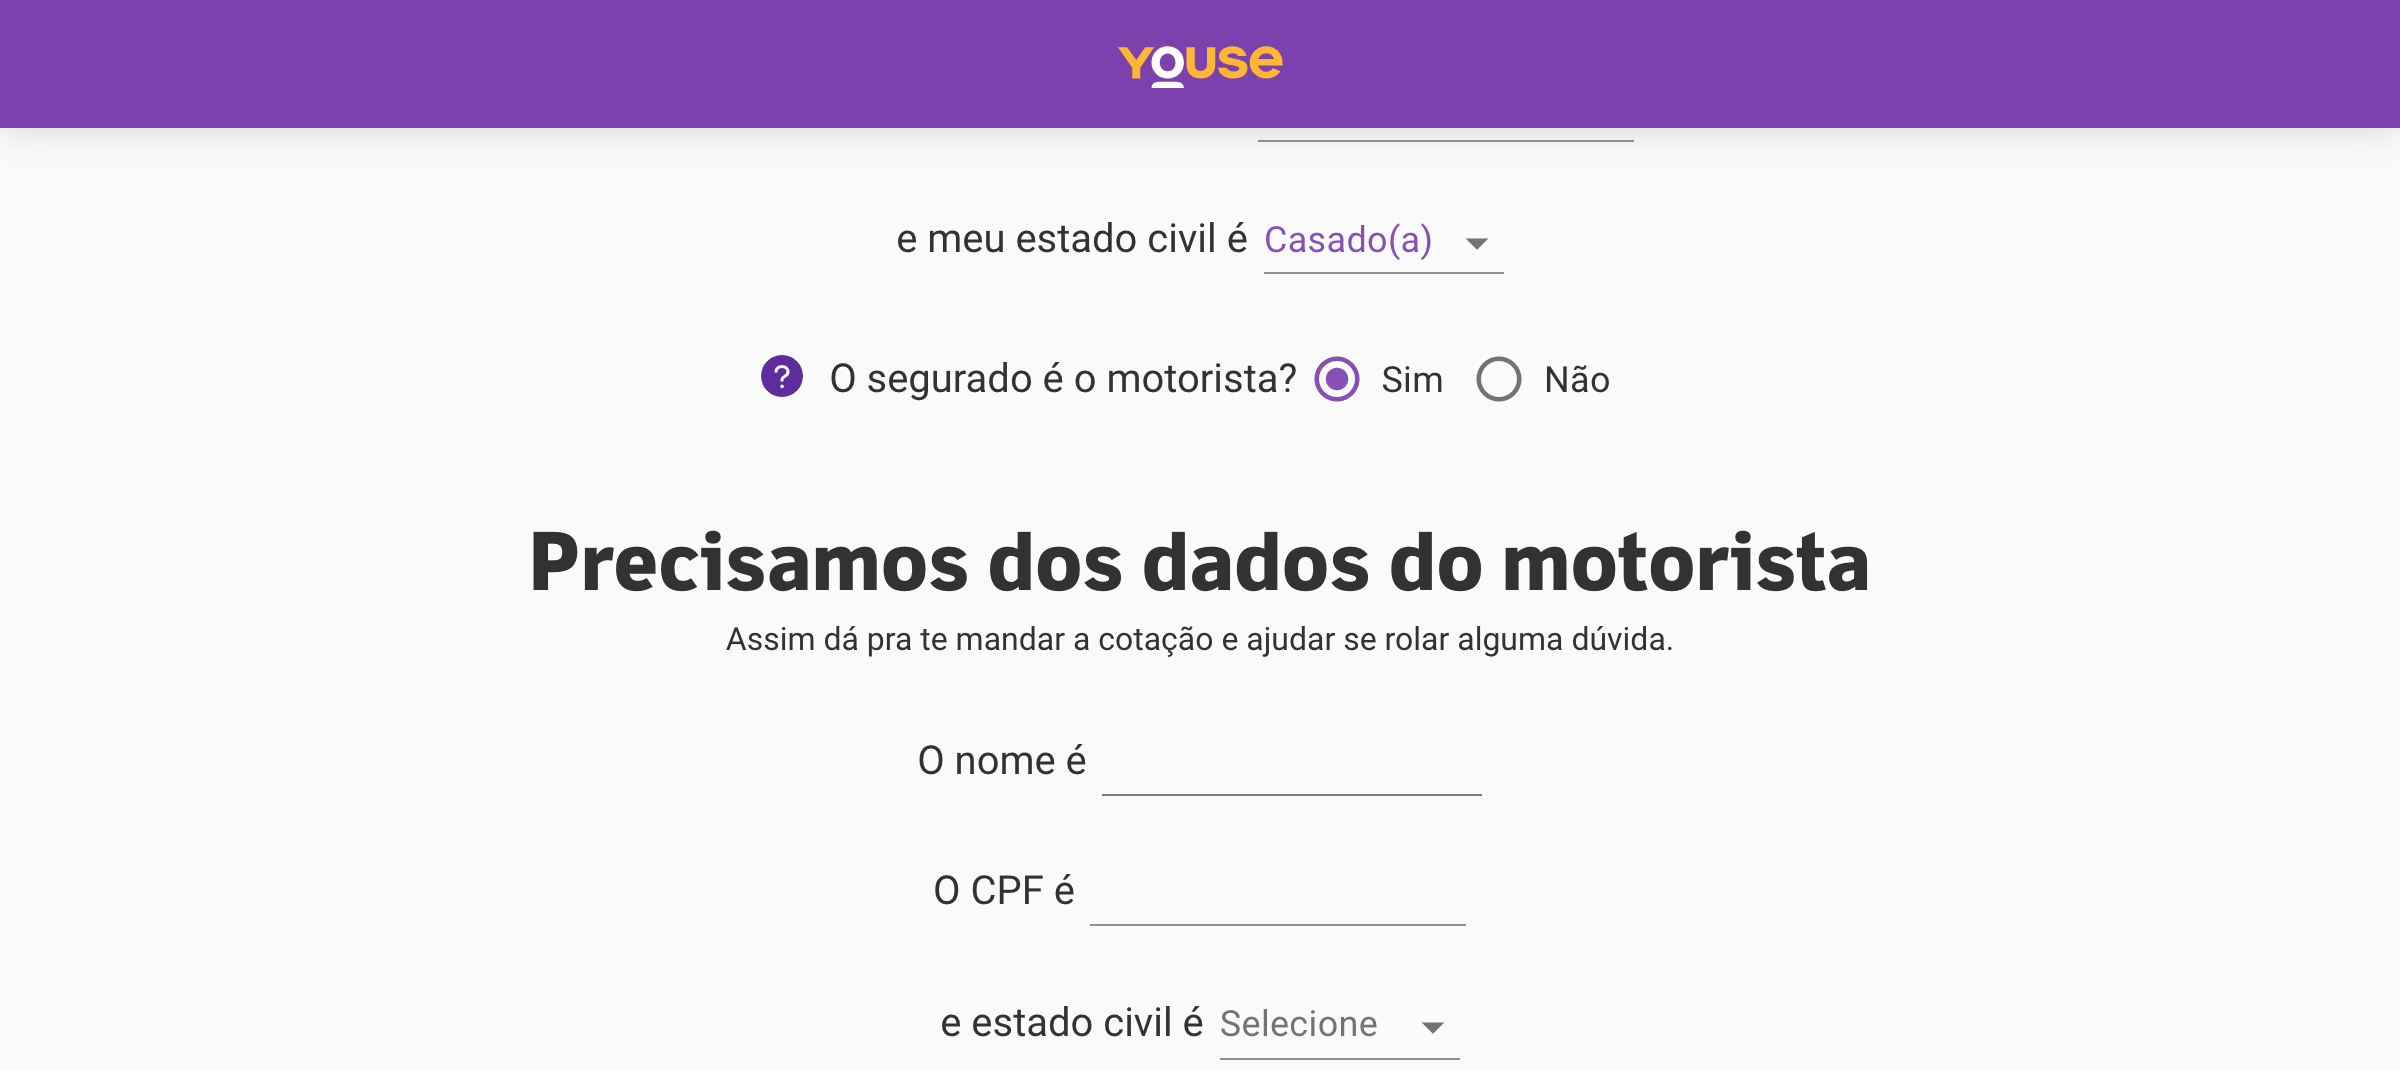 youse
e meu estado civil é Casado(a)
? O segurado é o motorista? Sim Não
Precisamos dos dados do motorista
Assim dá pra te mandar a cotação e ajudar se rolar alguma dúvida.
O nome é
O CPF é
e estado civil é Selecione